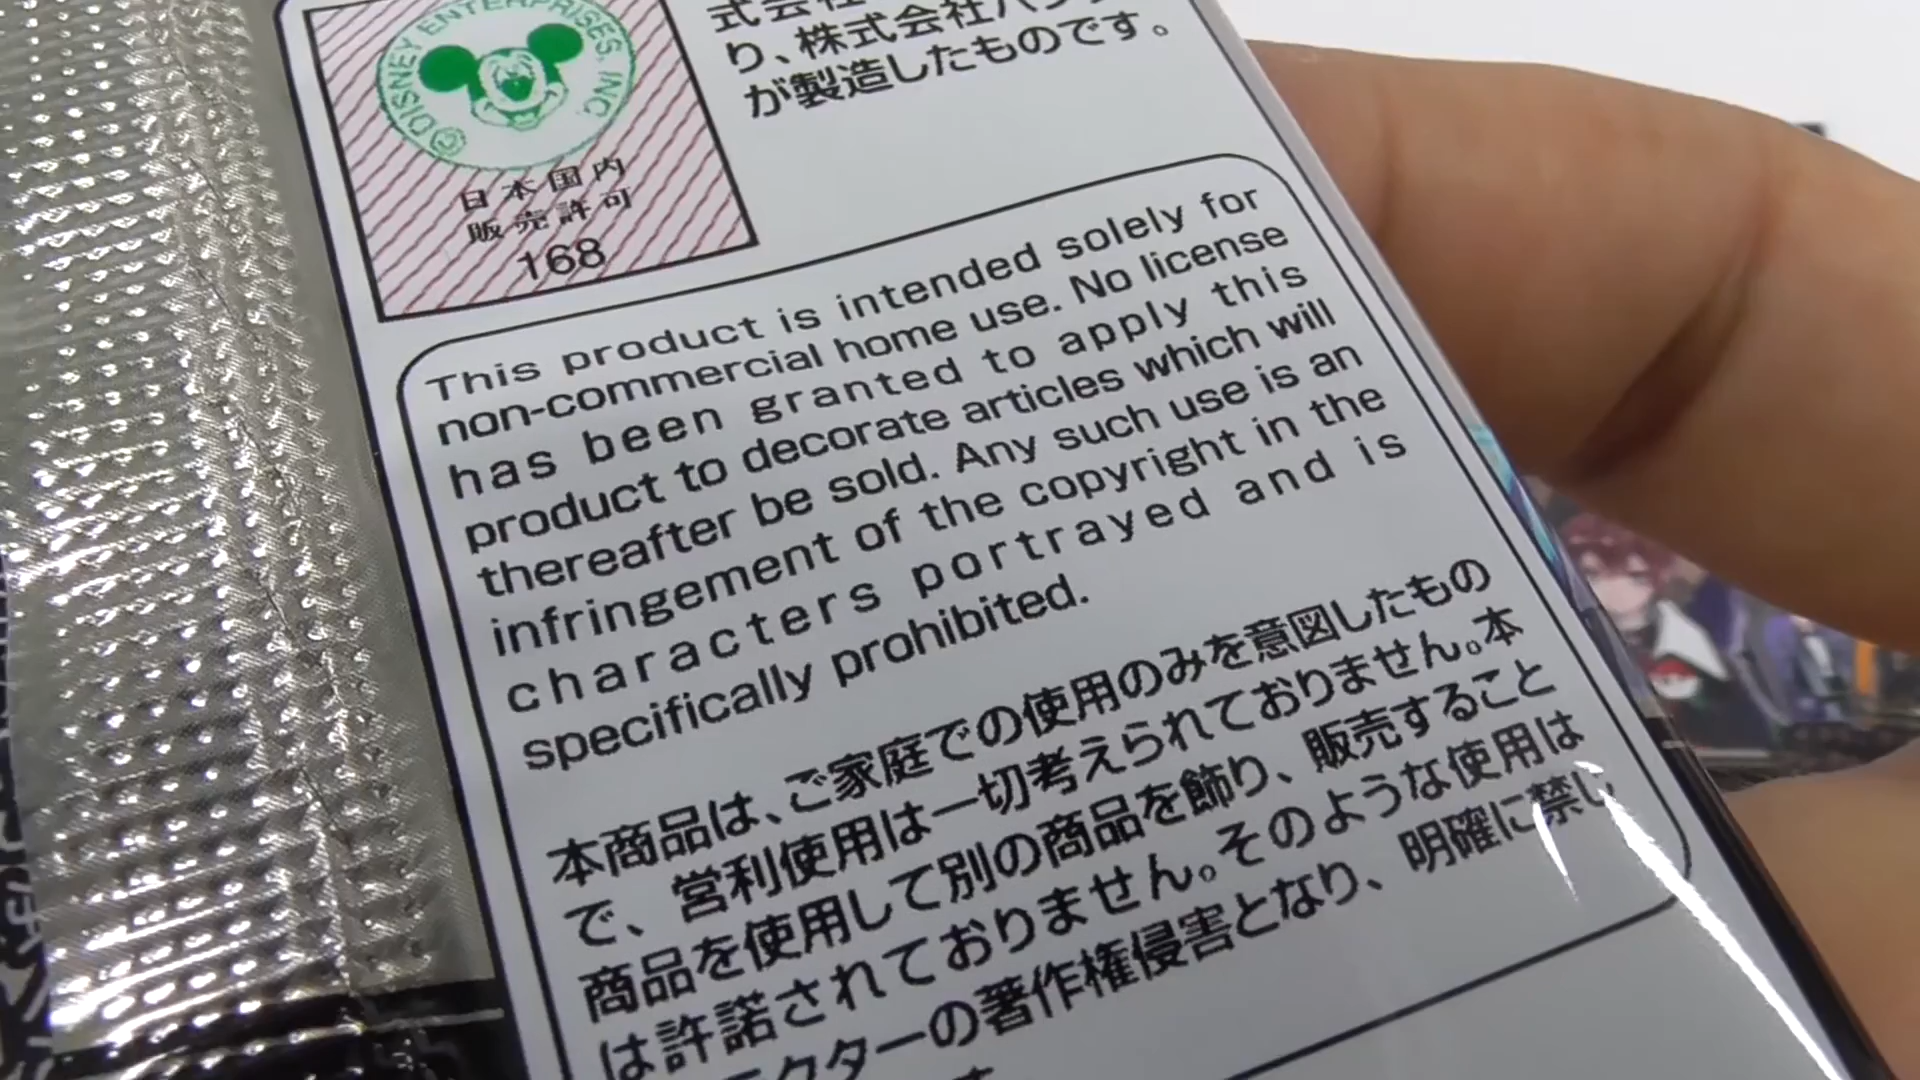 ©DISNEY ENTERPRISES, INC.
日本国内
販売許可
168
り、株式会社バン
が製造したものです。
This product is intended solely for
non-commercial home use. No license
has been granted to apply this
product to decorate articles which will
thereafter be sold. Any such use is an
infringement of the copyright in the
characters portrayed and is
specifically prohibited.
本商品は、ご家庭での使用のみを意図したもの
で、営利使用は一切考えられておりません。本
商品を使用して別の商品を飾り、販売すること
は許諾されておりません。そのような使用は
クターの著作権侵害となり、明確に禁じ